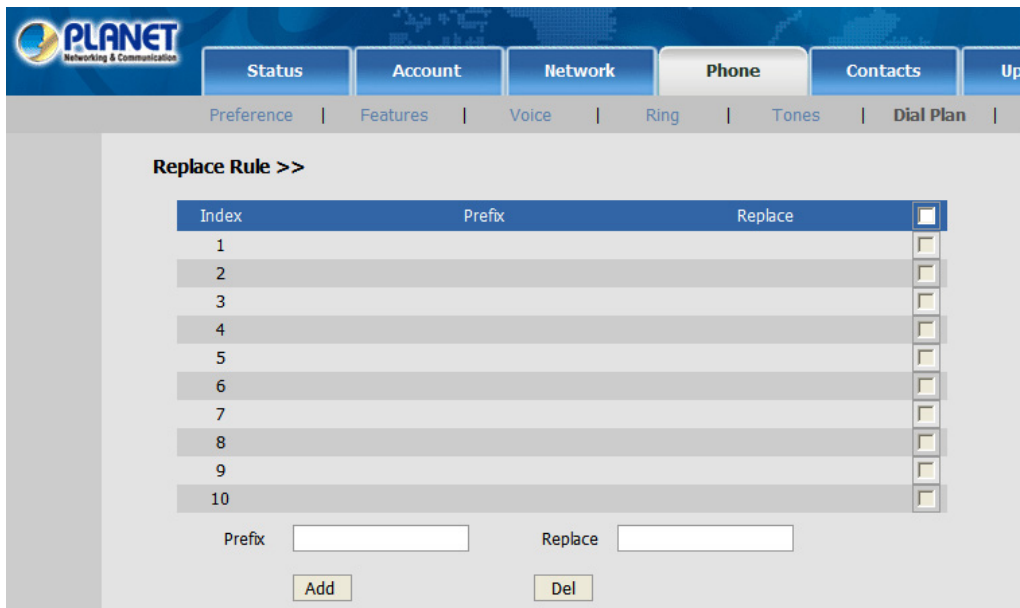 PLANET
Networking & Communication
Status Account Network Phone Contacts Up
Preference | Features | Voice | Ring | Tones | Dial Plan |
Replace Rule >>
Index Prefix Replace
1
2
3
4
5
6
7
8
9
10
Prefix Replace
Add Del